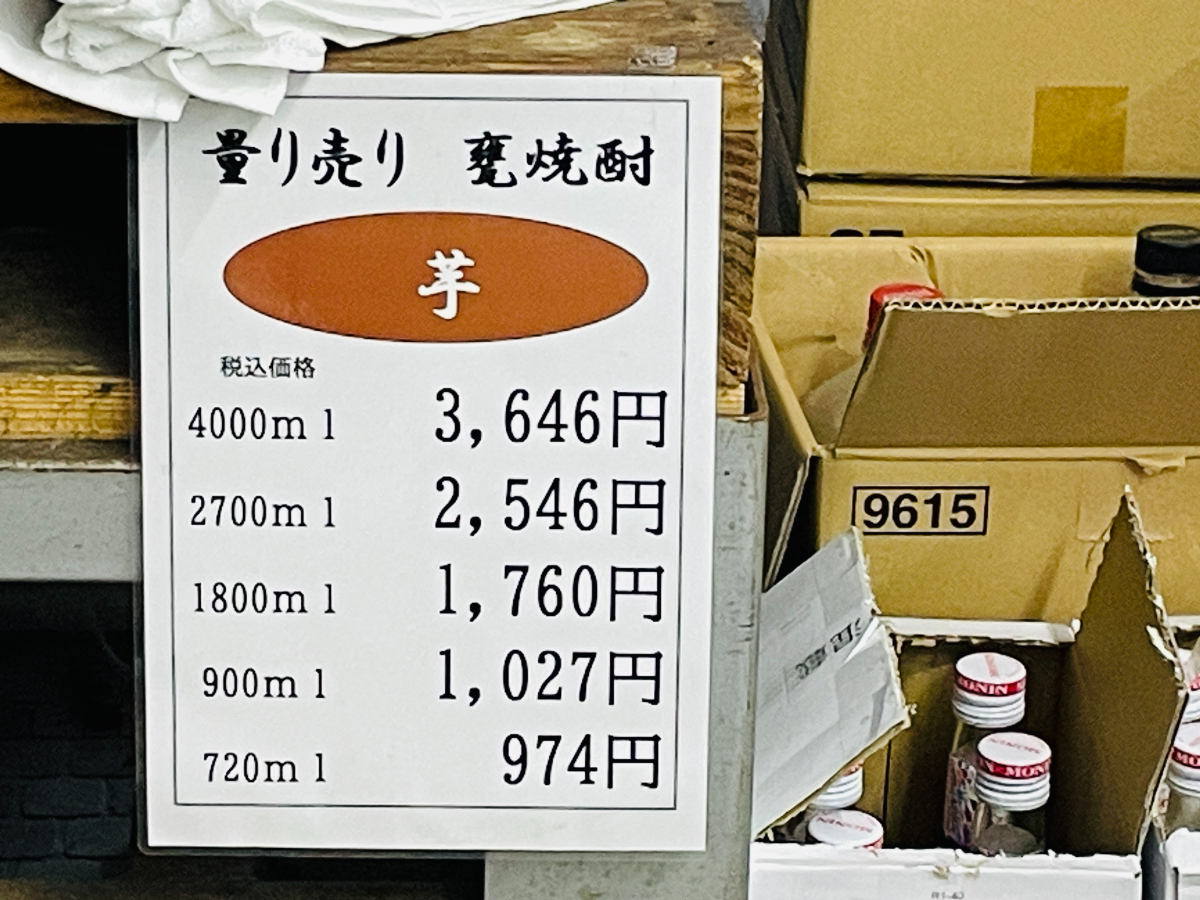 量り売り 甕焼酎
芋
税込価格
4000ml 3,646円
2700ml 2,546円
1800ml 1,760円
900ml 1,027円
720ml 974円
9615
MONIN
MONIN